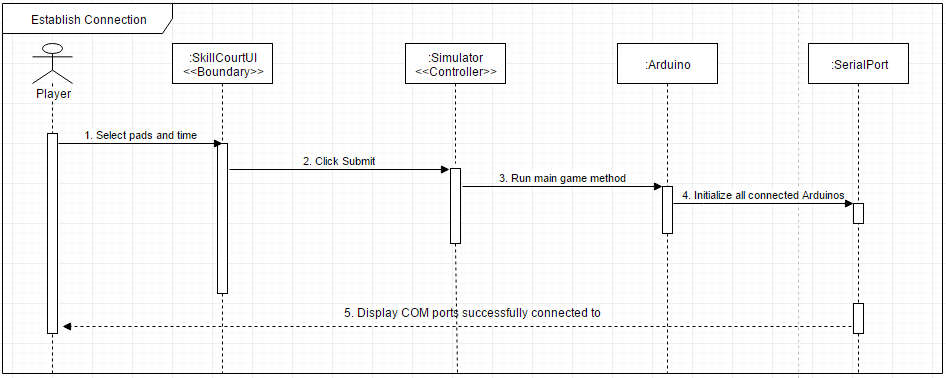 Establish Connection
:SkillCourtUI
<<Boundary>>
:Simulator
<<Controller>>
:Arduino
:SerialPort
Player
1. Select pads and time
2. Click Submit
3. Run main game method
4. Initialize all connected Arduinos
5. Display COM ports successfully connected to